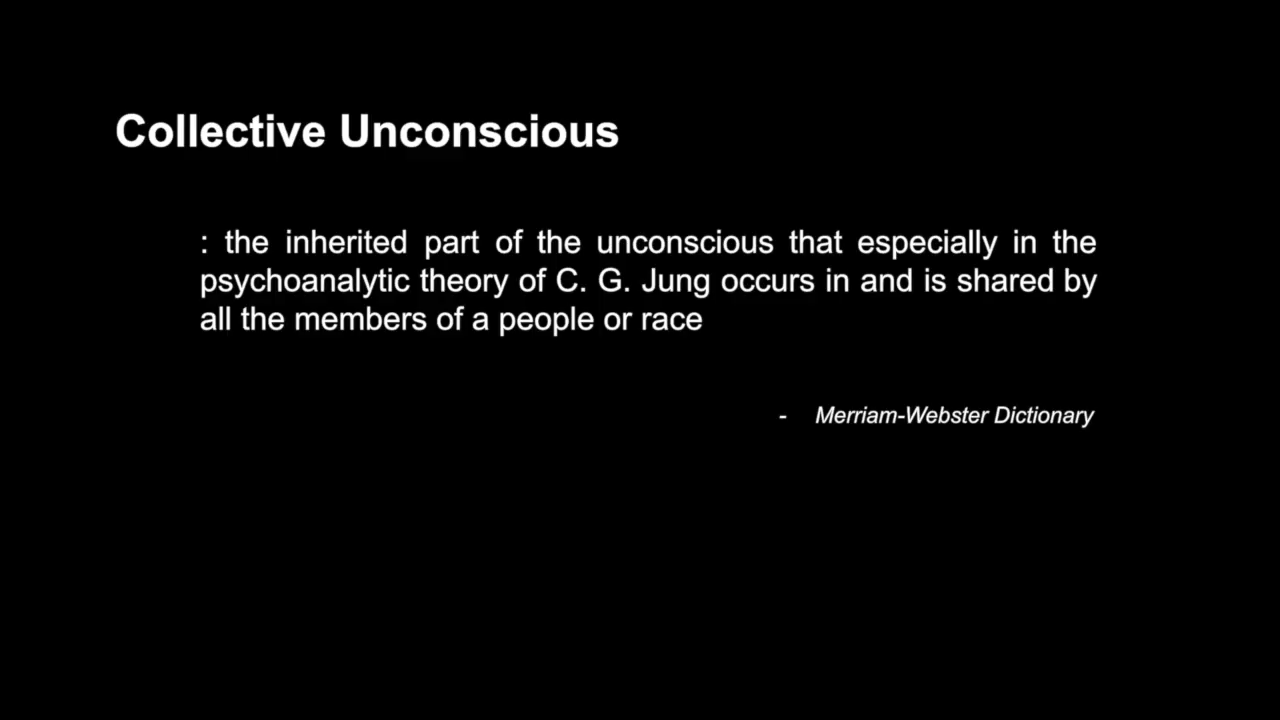 Collective Unconscious
: the inherited part of the unconscious that especially in the
psychoanalytic theory of C. G. Jung occurs in and is shared by
all the members of a people or race
- Merriam-Webster Dictionary